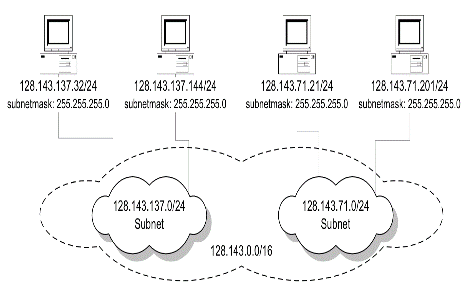 128.143.137.32/24
subnetmask: 255.255.255.0
128.143.137.144/24
subnetmask: 255.255.255.0
128.143.71.21/24
subnetmask: 255.255.255.0
128.143.71.201/24
subnetmask: 255.255.255.0
128.143.137.0/24
Subnet
128.143.71.0/24
Subnet
128.143.0.0/16